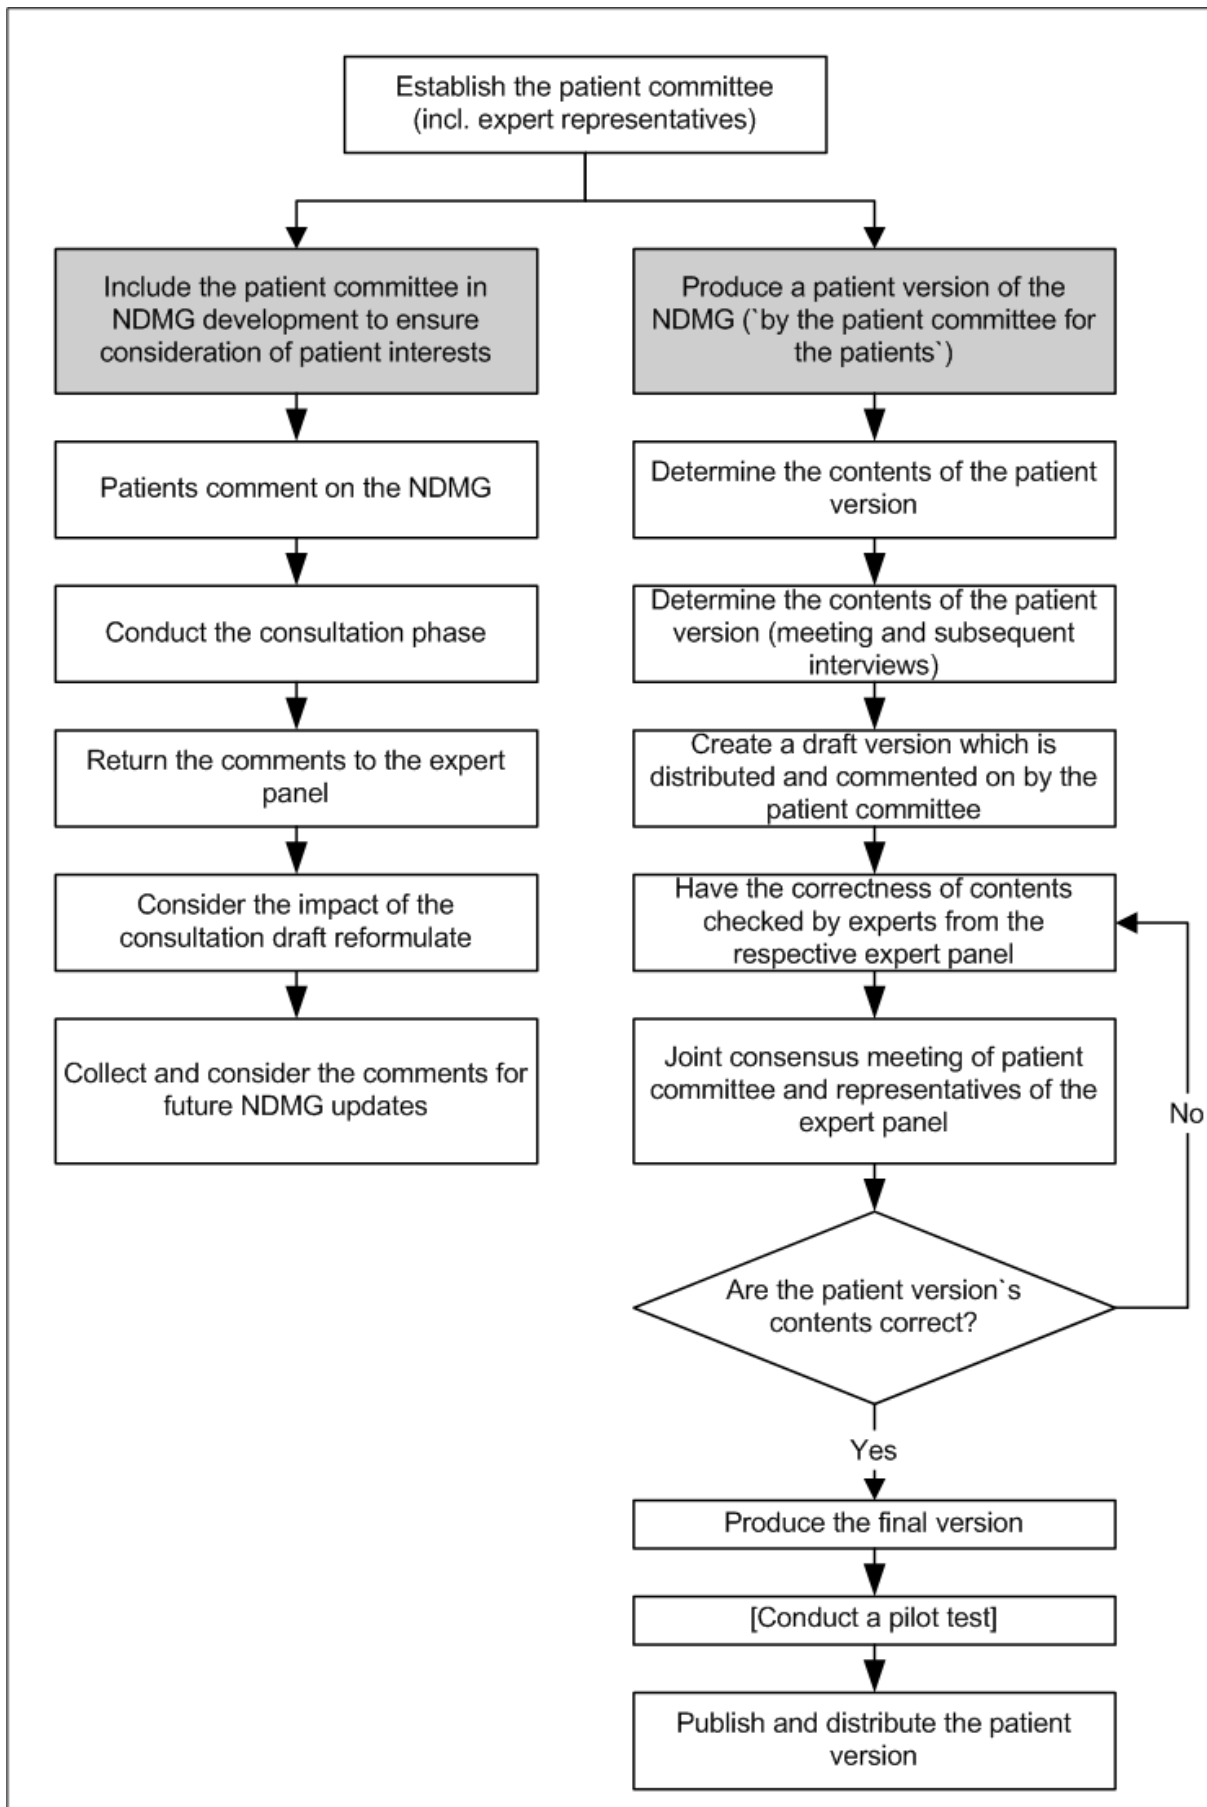 Establish the patient committee
(incl. expert representatives)
Include the patient committee in
NDMG development to ensure
consideration of patient interests
Patients comment on the NDMG
Conduct the consultation phase
Return the comments to the expert
panel
Consider the impact of the
consultation draft reformulate
Collect and consider the comments for
future NDMG updates
Produce a patient version of the
NDMG (`by the patient committee for
the patients`)
Determine the contents of the patient
version
Determine the contents of the patient
version (meeting and subsequent
interviews)
Create a draft version which is
distributed and commented on by the
patient committee
Have the correctness of contents
checked by experts from the
respective expert panel
Joint consensus meeting of patient
committee and representatives of the
expert panel
No
Are the patient version`s
contents correct?
Yes
Produce the final version
[Conduct a pilot test]
Publish and distribute the patient
version